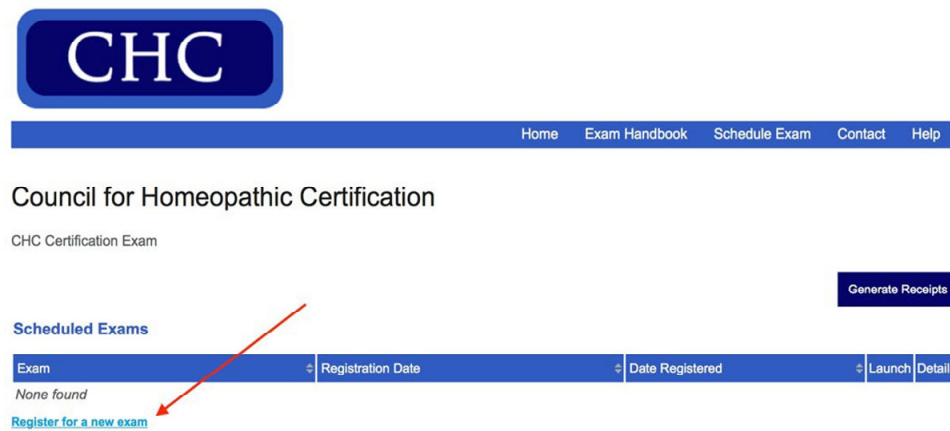 CHC
Home Exam Handbook Schedule Exam Contact Help
Council for Homeopathic Certification
CHC Certification Exam
Generate Receipts
Scheduled Exams
Exam Registration Date Date Registered Launch Detail
None found
Register for a new exam